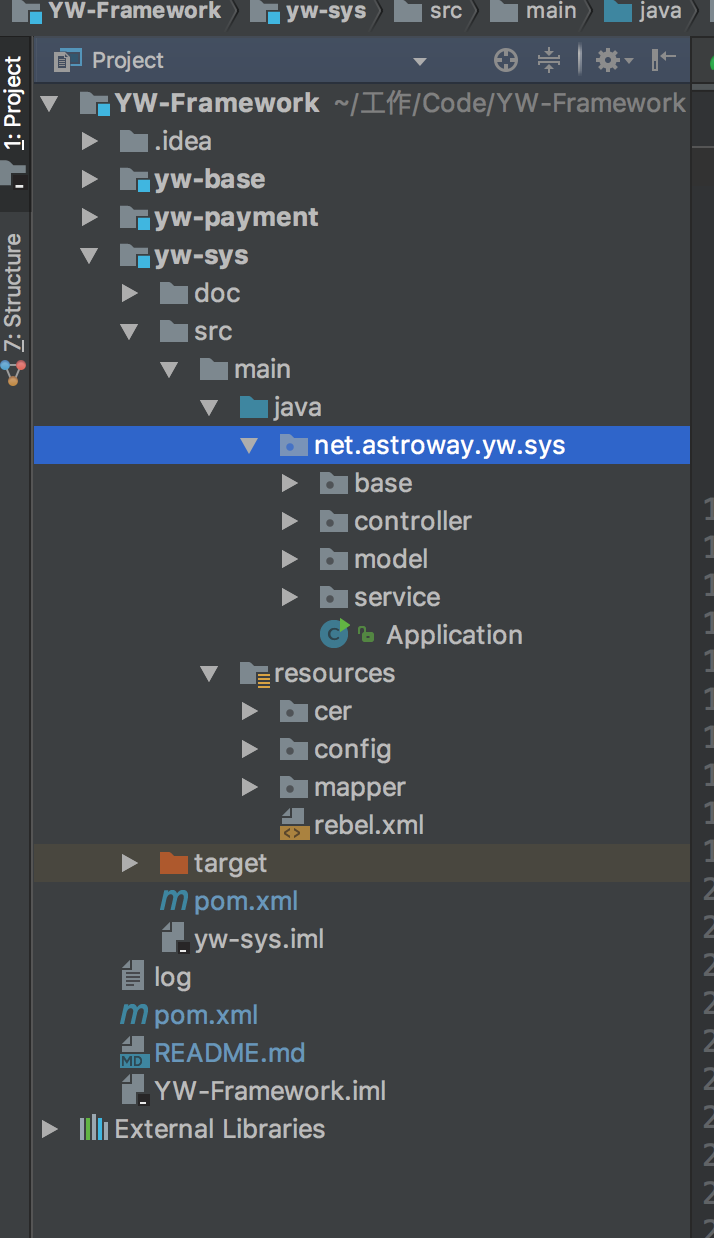 YW-Framework yw-sys src main java
1: Project
7: Structure
Project
YW-Framework ~/工作/Code/YW-Framework
.idea
yw-base
yw-payment
yw-sys
doc
src
main
java
net.astroway.yw.sys
base
controller
model
service
C Application
resources
cer
config
mapper
<> rebel.xml
target
m pom.xml
yw-sys.iml
log
m pom.xml
MD README.md
YW-Framework.iml
External Libraries